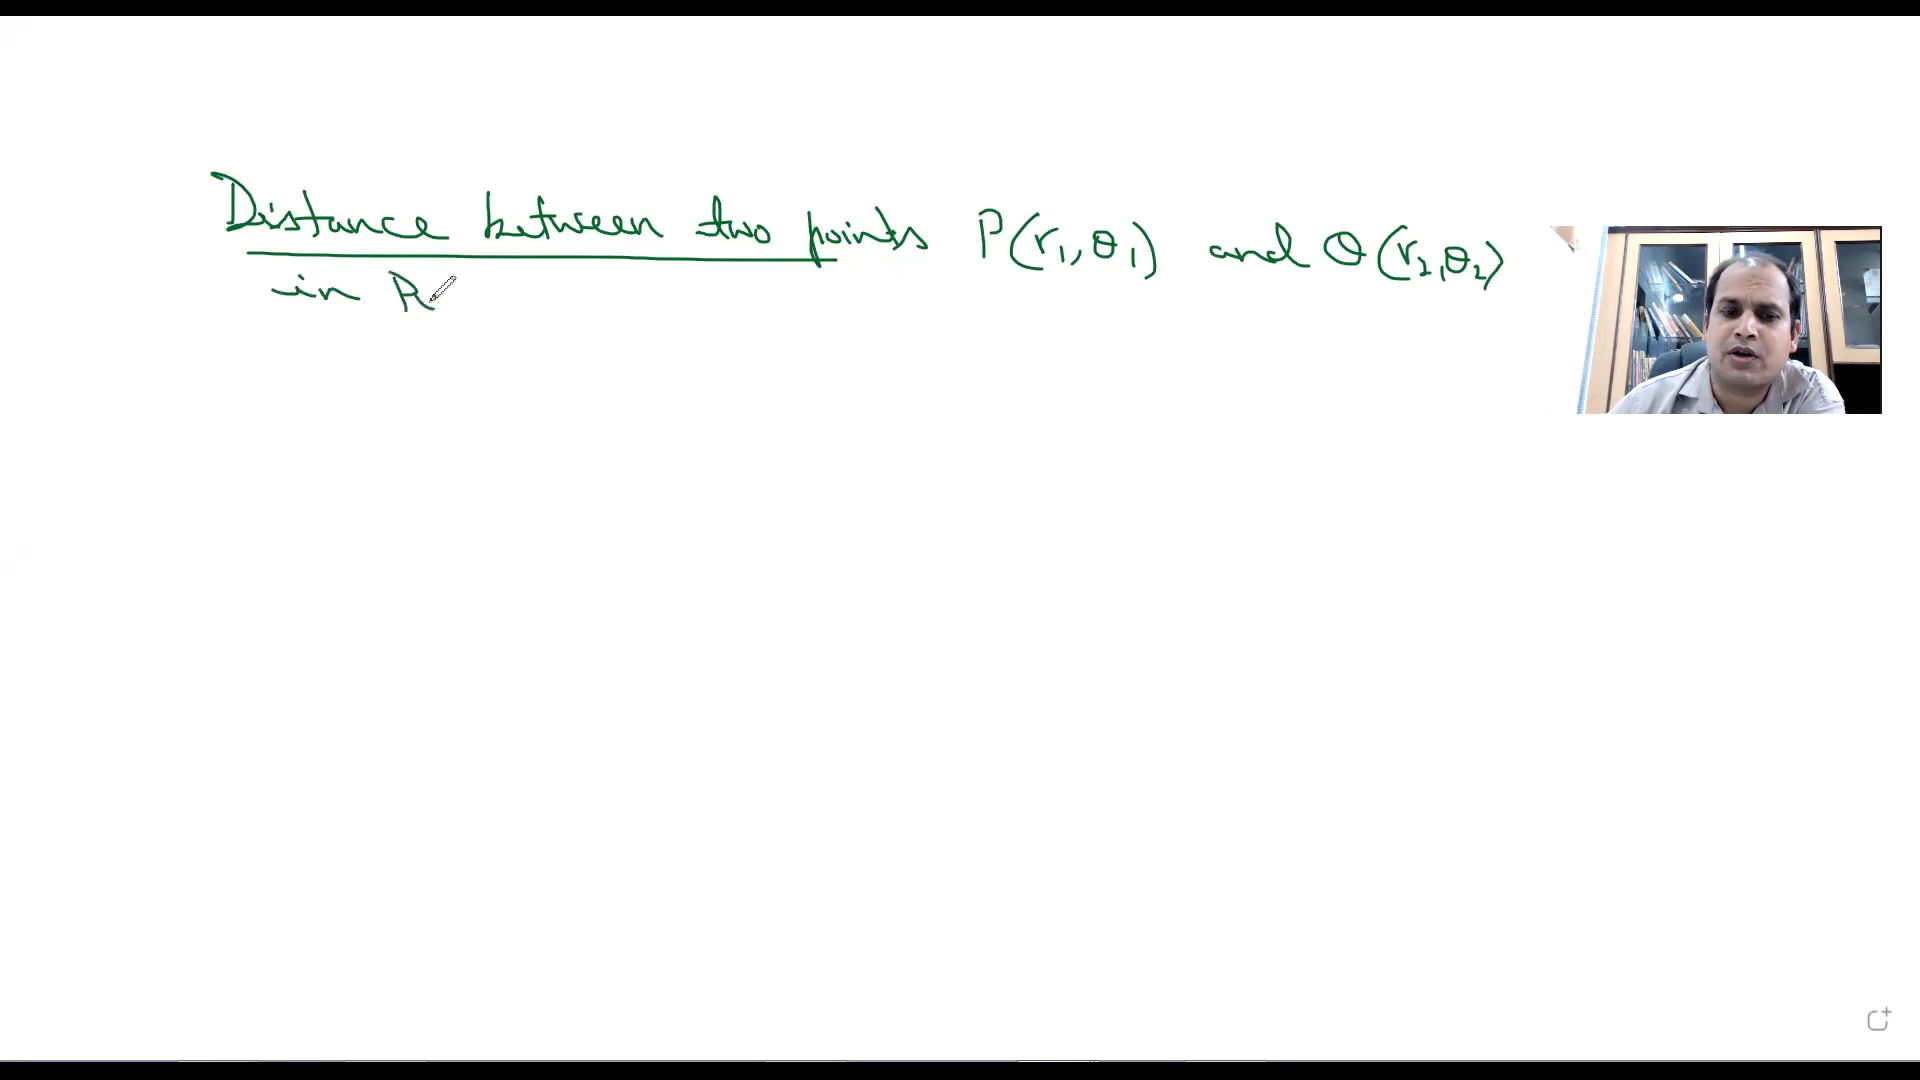 Distance between two points P(r₁,θ₁) and Q(r₂,θ₂)
in R